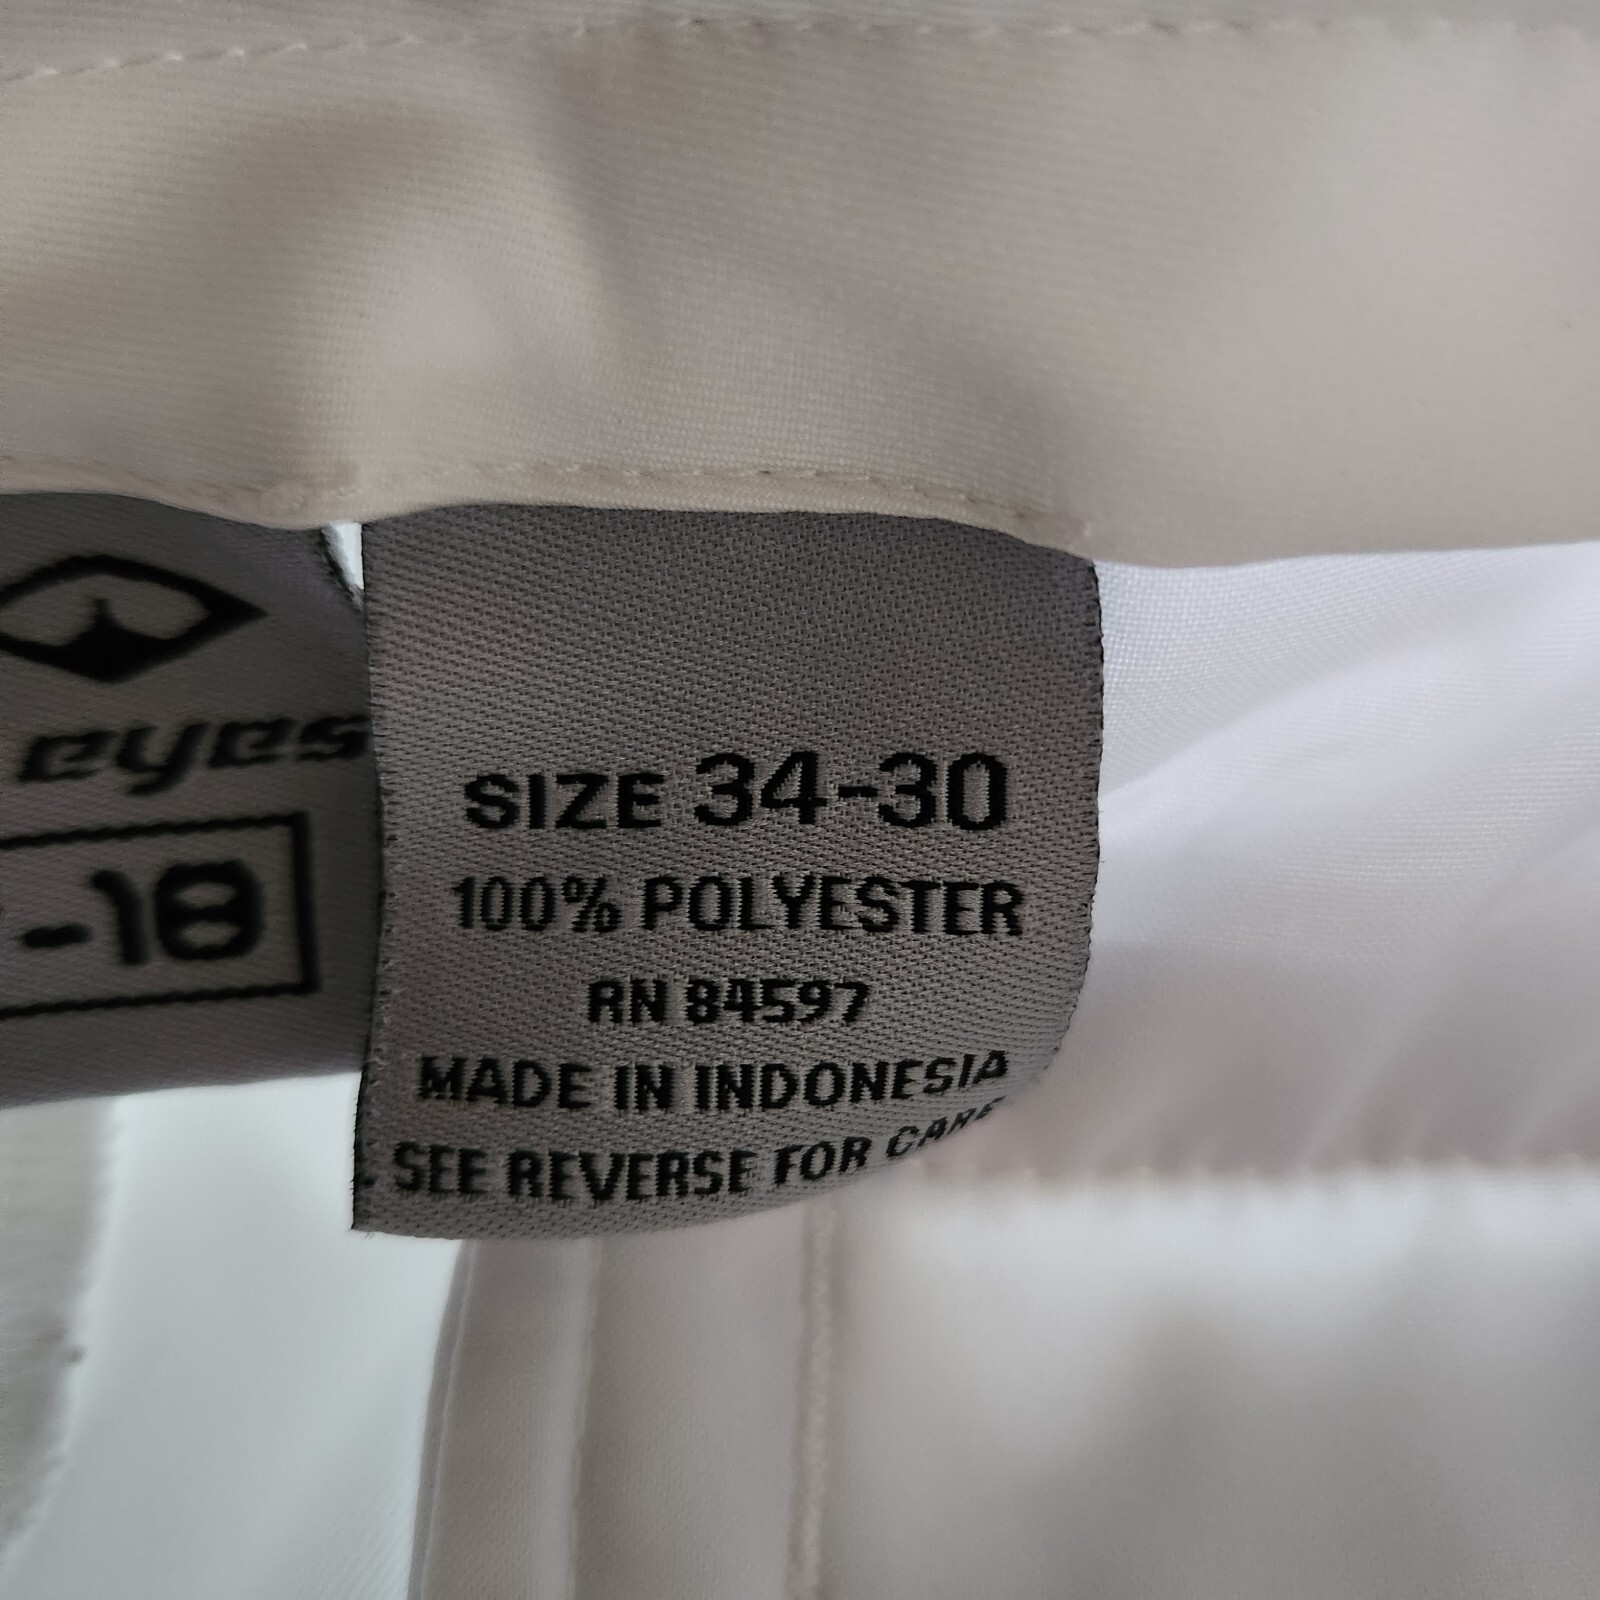 eyes
-18
SIZE 34-30
100% POLYESTER
RN 84597
MADE IN INDONESIA
SEE REVERSE FOR CARE